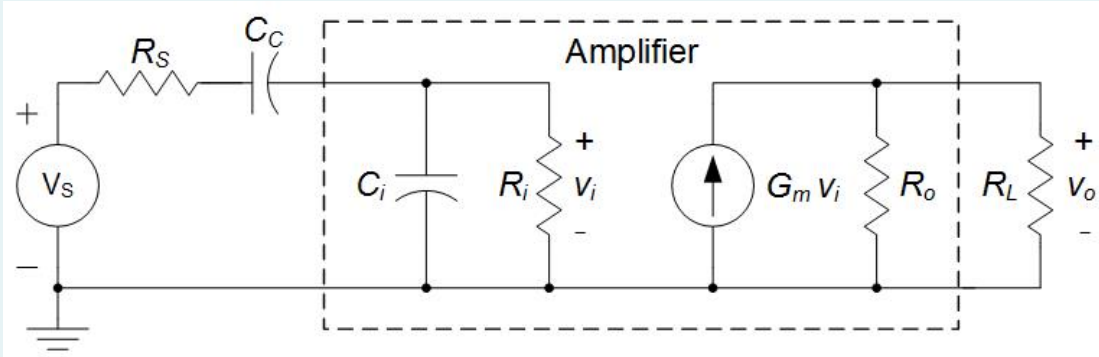 Amplifier
R_S
C_C
+
V_S
−
C_i
R_i
+
v_i
-
G_m v_i
R_o
R_L
+
v_o
-